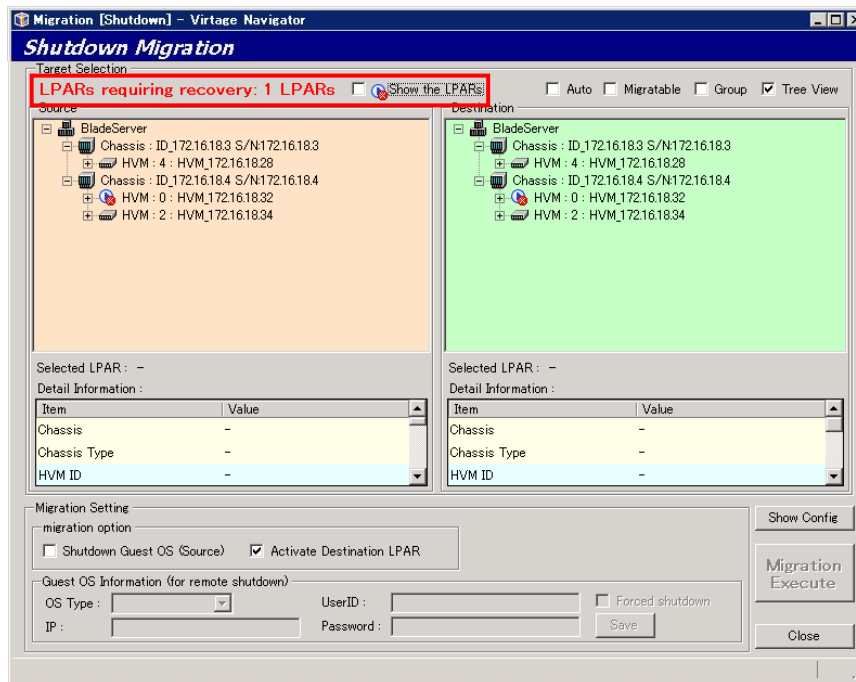 Migration [Shutdown] - Virtage Navigator
Shutdown Migration
Target Selection
LPARs requiring recovery: 1 LPARs Show the LPARs Auto Migratable Group Tree View
Source
BladeServer
Chassis : ID_172.16.18.3 S/N:172.16.18.3
HVM : 4 : HVM_172.16.18.28
Chassis : ID_172.16.18.4 S/N:172.16.18.4
HVM : 0 : HVM_172.16.18.32
HVM : 2 : HVM_172.16.18.34
Selected LPAR : -
Detail Information :
Item Value
Chassis -
Chassis Type -
HVM ID -
Destination
BladeServer
Chassis : ID_172.16.18.3 S/N:172.16.18.3
HVM : 4 : HVM_172.16.18.28
Chassis : ID_172.16.18.4 S/N:172.16.18.4
HVM : 0 : HVM_172.16.18.32
HVM : 2 : HVM_172.16.18.34
Selected LPAR : -
Detail Information :
Item Value
Chassis -
Chassis Type -
HVM ID -
Migration Setting
migration option
Shutdown Guest OS (Source) Activate Destination LPAR
Guest OS Information (for remote shutdown)
OS Type : UserID : Forced shutdown
IP : Password : Save
Show Config
Migration
Execute
Close